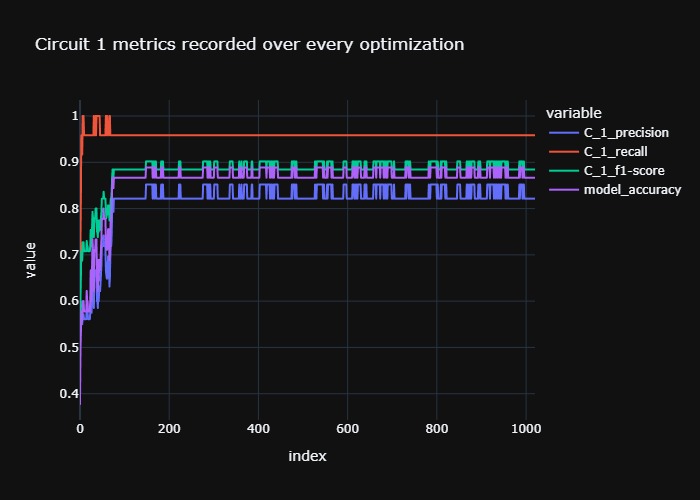 Circuit 1 metrics recorded over every optimization
variable
C_1_precision
C_1_recall
C_1_f1-score
model_accuracy
value
1
0.9
0.8
0.7
0.6
0.5
0.4
0
200
400
600
800
1000
index